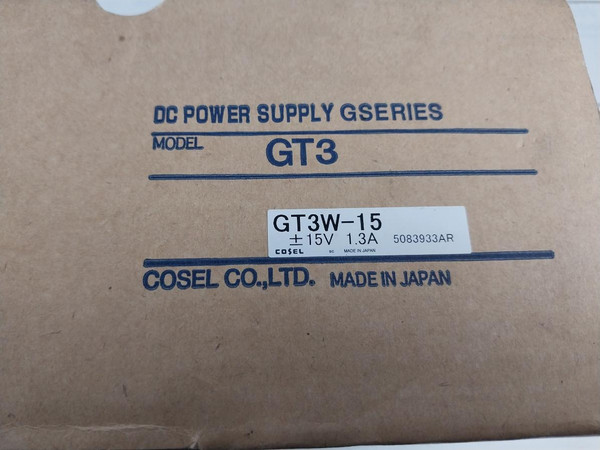 DC POWER SUPPLY GSERIES
MODEL GT3
GT3W-15
±15V 1.3A 5083933AR
COSEL MADE IN JAPAN
COSEL CO.,LTD. MADE IN JAPAN